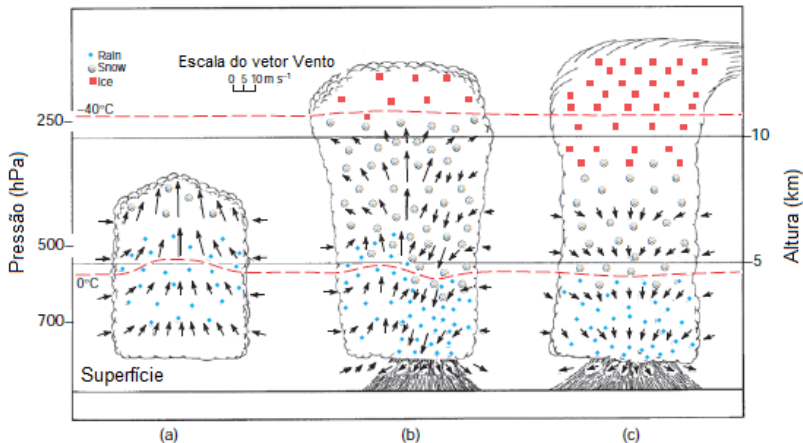 Rain
Snow
Ice
Escala do vetor Vento
0 5 10 m s⁻¹
–40°C
250
10
Pressão (hPa)
Altura (km)
500
5
0°C
700
Superfície
(a)
(b)
(c)